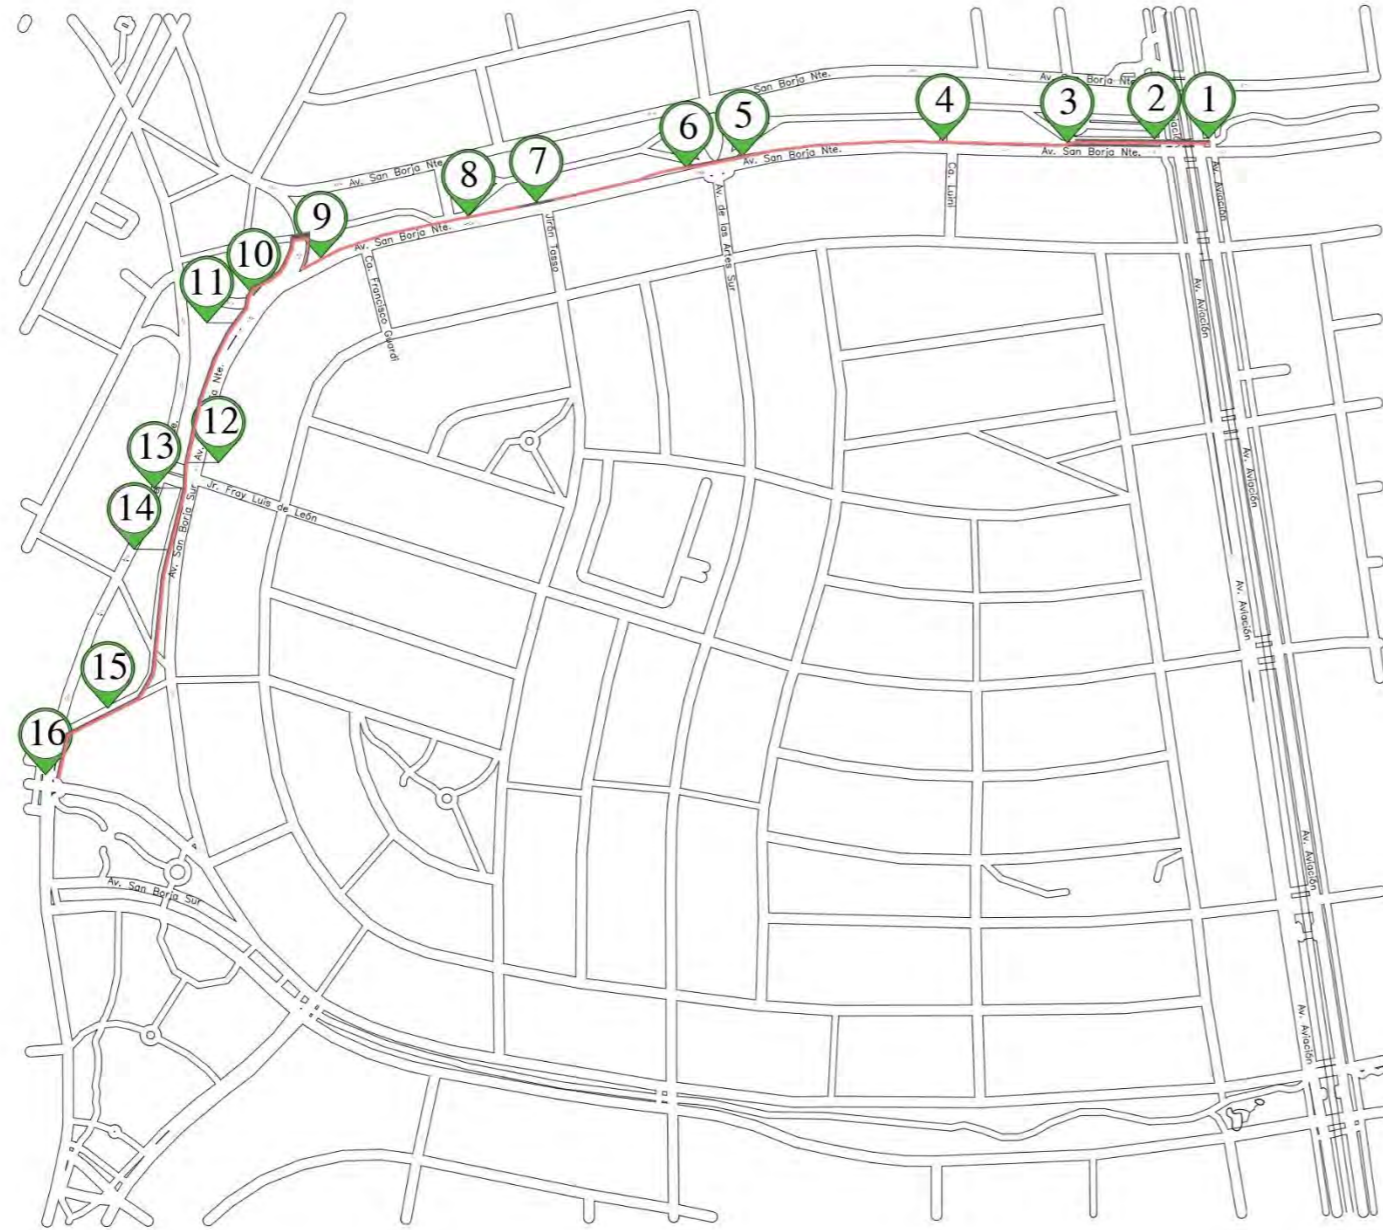 Av. San Borja Nte.
San Borja Nte.
1
2
3
4
5
6
7
8
9
10
11
12
13
14
15
16
Av. San Borja Nte.
Av. San Borja Nte.
Av. San Borja Nte.
Av. San Borja Nte.
Av. Aviación
Ca. Luini
Av. de las Artes Sur
Jirón Tasso
Ca. Francisco Guardi
Av. Aviación
Nte.
Av.
Jr. Fray Luis de León
Av. San Borja Sur
Av. Aviación
Av. Aviación
Av. Aviación
Av. San Borja Sur
Av. Aviación